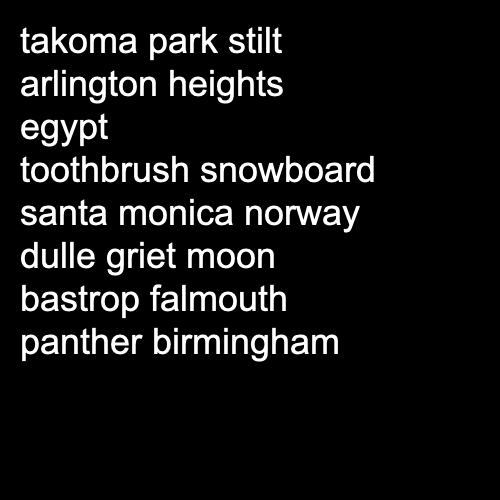 takoma park stilt
arlington heights
egypt
toothbrush snowboard
santa monica norway
dulle griet moon
bastrop falmouth
panther birmingham